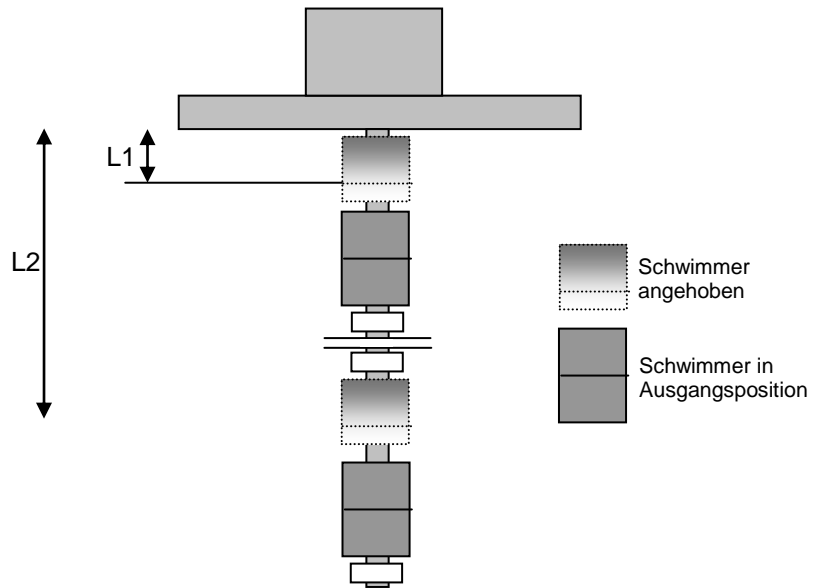 L1
L2
Schwimmer
angehoben
Schwimmer in
Ausgangsposition